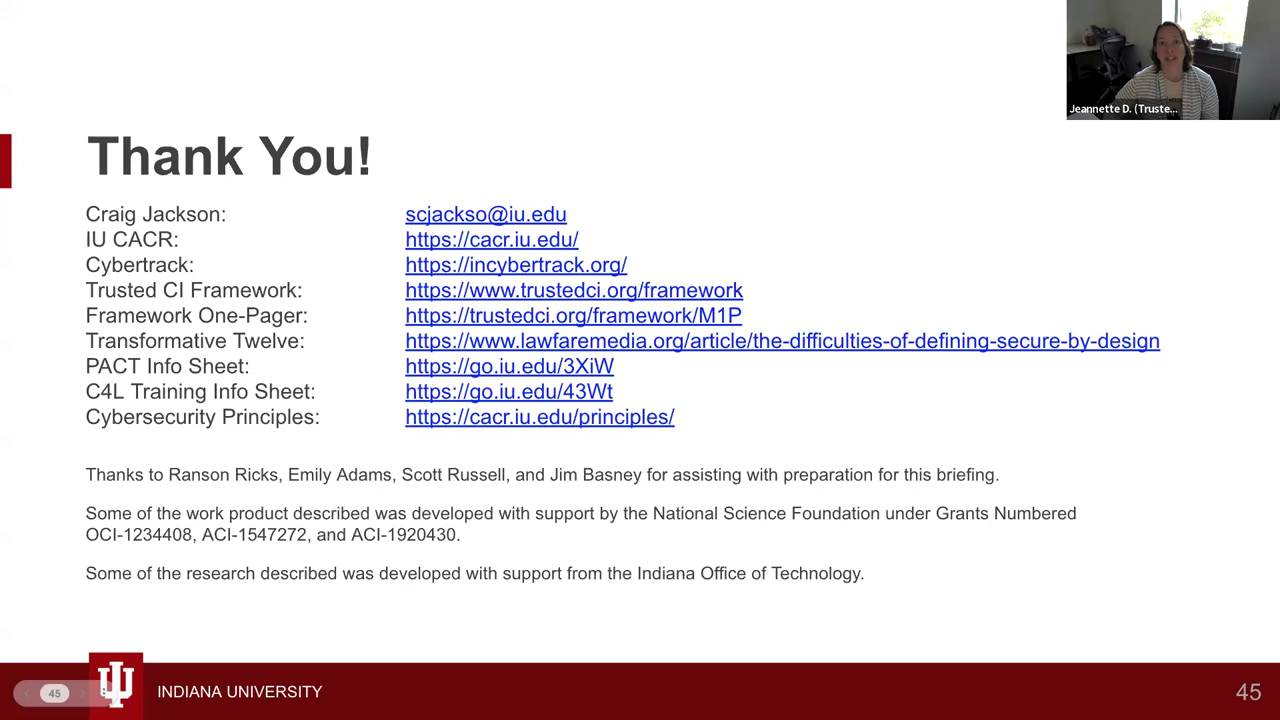 Jeannette D. (Truste...
Thank You!
Craig Jackson: scjackso@iu.edu
IU CACR: https://cacr.iu.edu/
Cybertrack: https://incybertrack.org/
Trusted CI Framework: https://www.trustedci.org/framework
Framework One-Pager: https://trustedci.org/framework/M1P
Transformative Twelve: https://www.lawfaremedia.org/article/the-difficulties-of-defining-secure-by-design
PACT Info Sheet: https://go.iu.edu/3XiW
C4L Training Info Sheet: https://go.iu.edu/43Wt
Cybersecurity Principles: https://cacr.iu.edu/principles/
Thanks to Ranson Ricks, Emily Adams, Scott Russell, and Jim Basney for assisting with preparation for this briefing.
Some of the work product described was developed with support by the National Science Foundation under Grants Numbered
OCI-1234408, ACI-1547272, and ACI-1920430.
Some of the research described was developed with support from the Indiana Office of Technology.
45
INDIANA UNIVERSITY
45